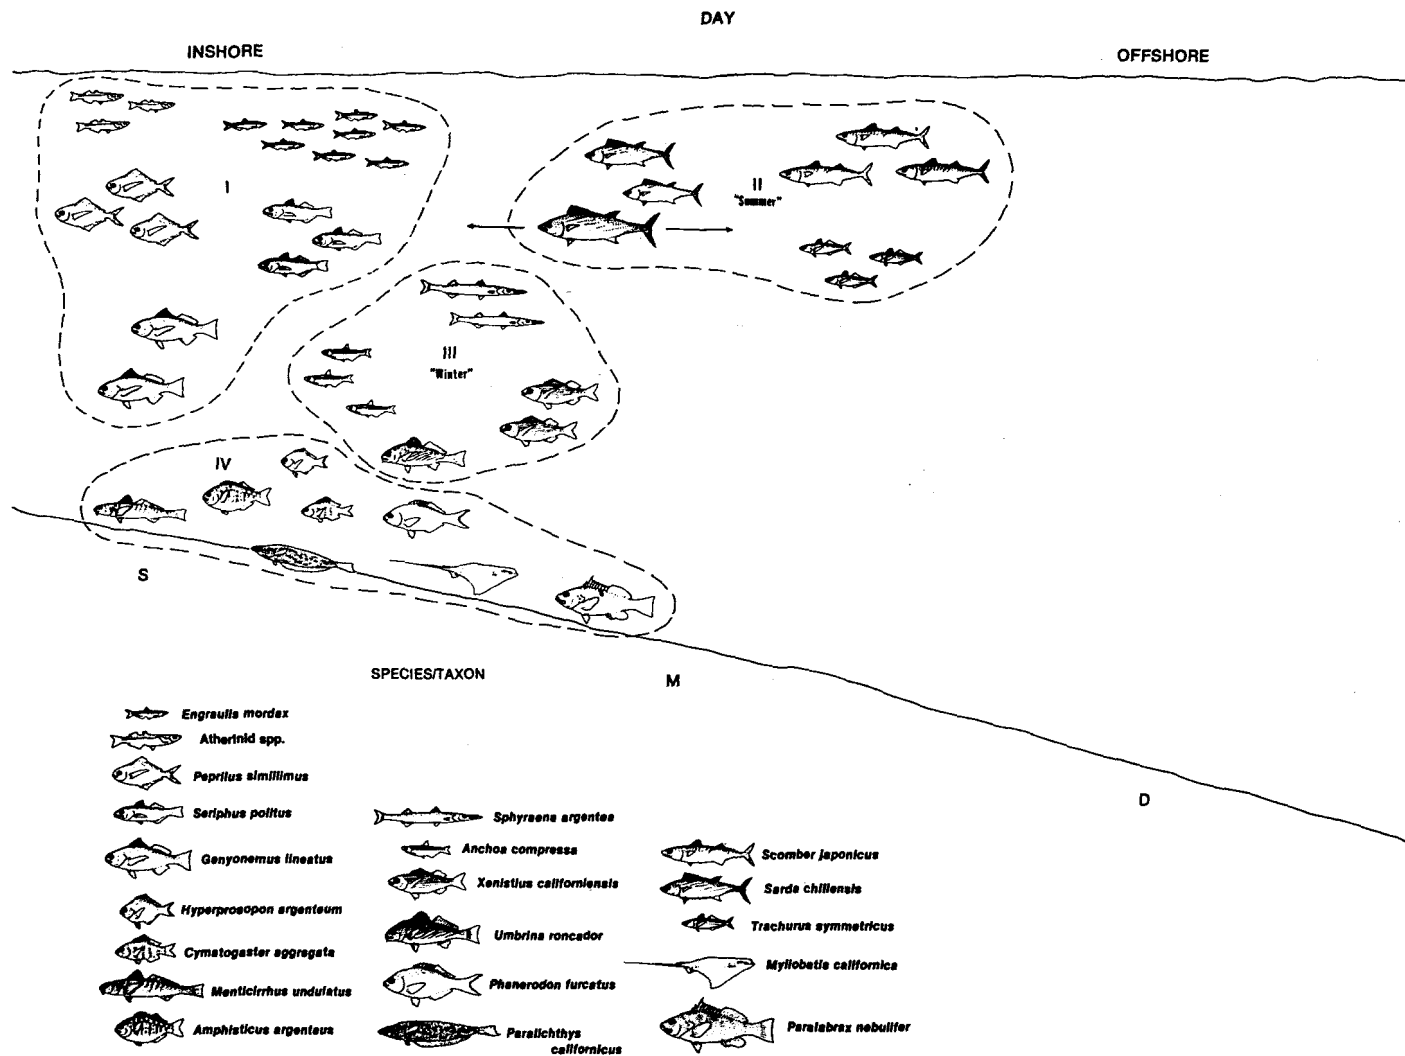 DAY
INSHORE
OFFSHORE
I
II
"Summer"
III
"Winter"
IV
S
SPECIES/TAXON
M
D
Engraulis mordax
Atherinid spp.
Peprilus simillimus
Seriphus politus
Genyonemus lineatus
Hyperprosopon argenteum
Cymatogaster aggregata
Menticirrhus undulatus
Amphisticus argenteus
Sphyraena argentea
Anchoa compressa
Xenistius californiensis
Umbrina roncador
Phanerodon furcatus
Paralichthys
californicus
Scomber japonicus
Sarda chiliensis
Trachurus symmetricus
Myliobatis californica
Paralabrax nebulifer